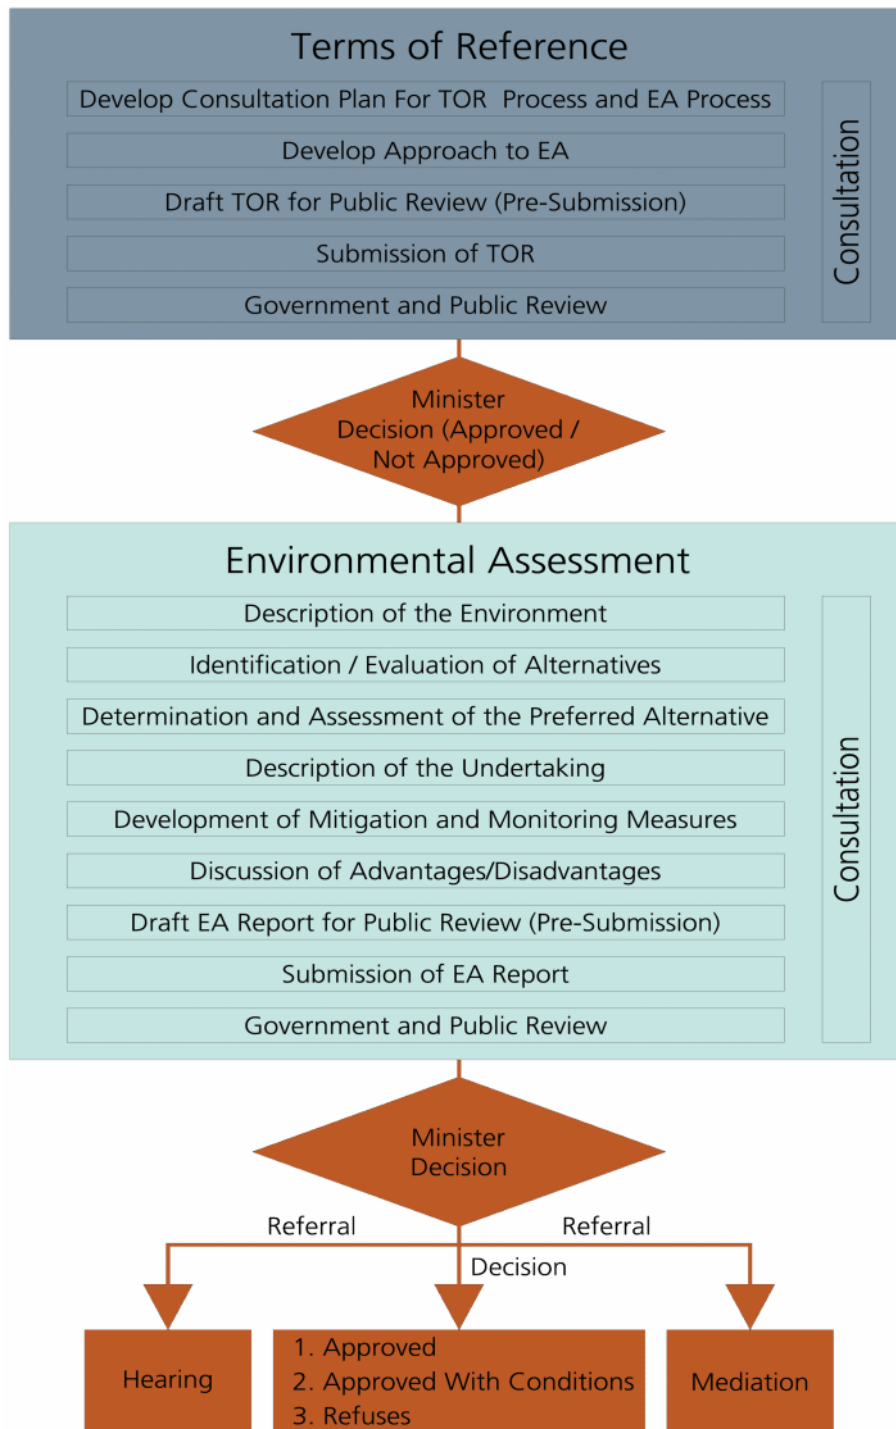 Terms of Reference
Develop Consultation Plan For TOR Process and EA Process
Develop Approach to EA
Draft TOR for Public Review (Pre-Submission)
Submission of TOR
Government and Public Review
Consultation
Minister
Decision (Approved /
Not Approved)
Environmental Assessment
Description of the Environment
Identification / Evaluation of Alternatives
Determination and Assessment of the Preferred Alternative
Description of the Undertaking
Development of Mitigation and Monitoring Measures
Discussion of Advantages/Disadvantages
Draft EA Report for Public Review (Pre-Submission)
Submission of EA Report
Government and Public Review
Consultation
Minister
Decision
Referral
Referral
Decision
Hearing
1. Approved
2. Approved With Conditions
3. Refuses
Mediation